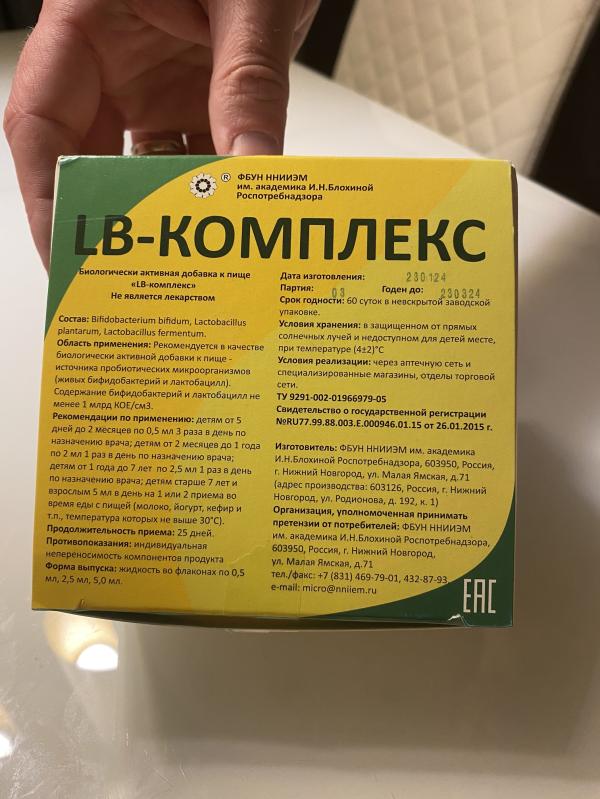 ®
ФБУН ННИИЭМ
им. академика И.Н.Блохиной
Роспотребнадзора
LB-КОМПЛЕКС
Биологически активная добавка к пище
«LB-комплекс»
Не является лекарством
Состав: Bifidobacterium bifidum, Lactobacillus
plantarum, Lactobacillus fermentum.
Область применения: Рекомендуется в качестве
биологически активной добавки к пище -
источника пробиотических микроорганизмов
(живых бифидобактерий и лактобацилл).
Содержание бифидобактерий и лактобацилл не
менее 1 млрд КОЕ/см3.
Рекомендации по применению: детям от 5
дней до 2 месяцев по 0,5 мл 3 раза в день по
назначению врача; детям от 2 месяцев до 1 года
по 2 мл 1 раз в день по назначению врача;
детям от 1 года до 7 лет по 2,5 мл 1 раз в день
по назначению врача; детям старше 7 лет и
взрослым 5 мл в день на 1 или 2 приема во
время еды с пищей (молоко, йогурт, кефир и
т.п., температура которых не выше 30°С).
Продолжительность приема: 25 дней.
Противопоказания: индивидуальная
непереносимость компонентов продукта
Форма выпуска: жидкость во флаконах по 0,5
мл, 2,5 мл, 5,0 мл.
Дата изготовления: 230124
Партия: 03 Годен до: 230324
Срок годности: 60 суток в невскрытой заводской
упаковке.
Условия хранения: в защищенном от прямых
солнечных лучей и недоступном для детей месте,
при температуре (4±2)°С
Условия реализации: через аптечную сеть и
специализированные магазины, отделы торговой
сети.
ТУ 9291-002-01966979-05
Свидетельство о государственной регистрации
№RU77.99.88.003.Е.000946.01.15 от 26.01.2015 г.
Изготовитель: ФБУН ННИИЭМ им. академика
И.Н.Блохиной Роспотребнадзора, 603950, Россия,
г. Нижний Новгород, ул. Малая Ямская, д.71
(адрес производства: 603126, Россия, г. Нижний
Новгород, ул. Родионова, д. 192, к. 1)
Организация, уполномоченная принимать
претензии от потребителей: ФБУН ННИИЭМ
им. академика И.Н.Блохиной Роспотребнадзора,
603950, Россия, г. Нижний Новгород,
ул. Малая Ямская, д.71
тел./факс: +7 (831) 469-79-01, 432-87-93
e-mail: micro@nniiem.ru
EAC